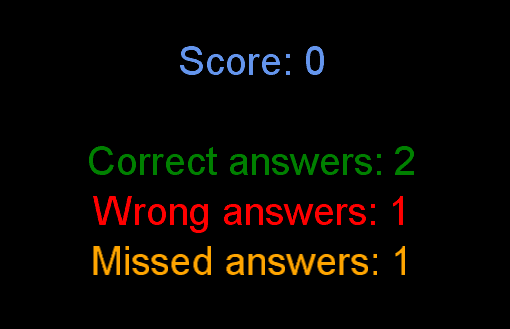 Score: 0
Correct answers: 2
Wrong answers: 1
Missed answers: 1